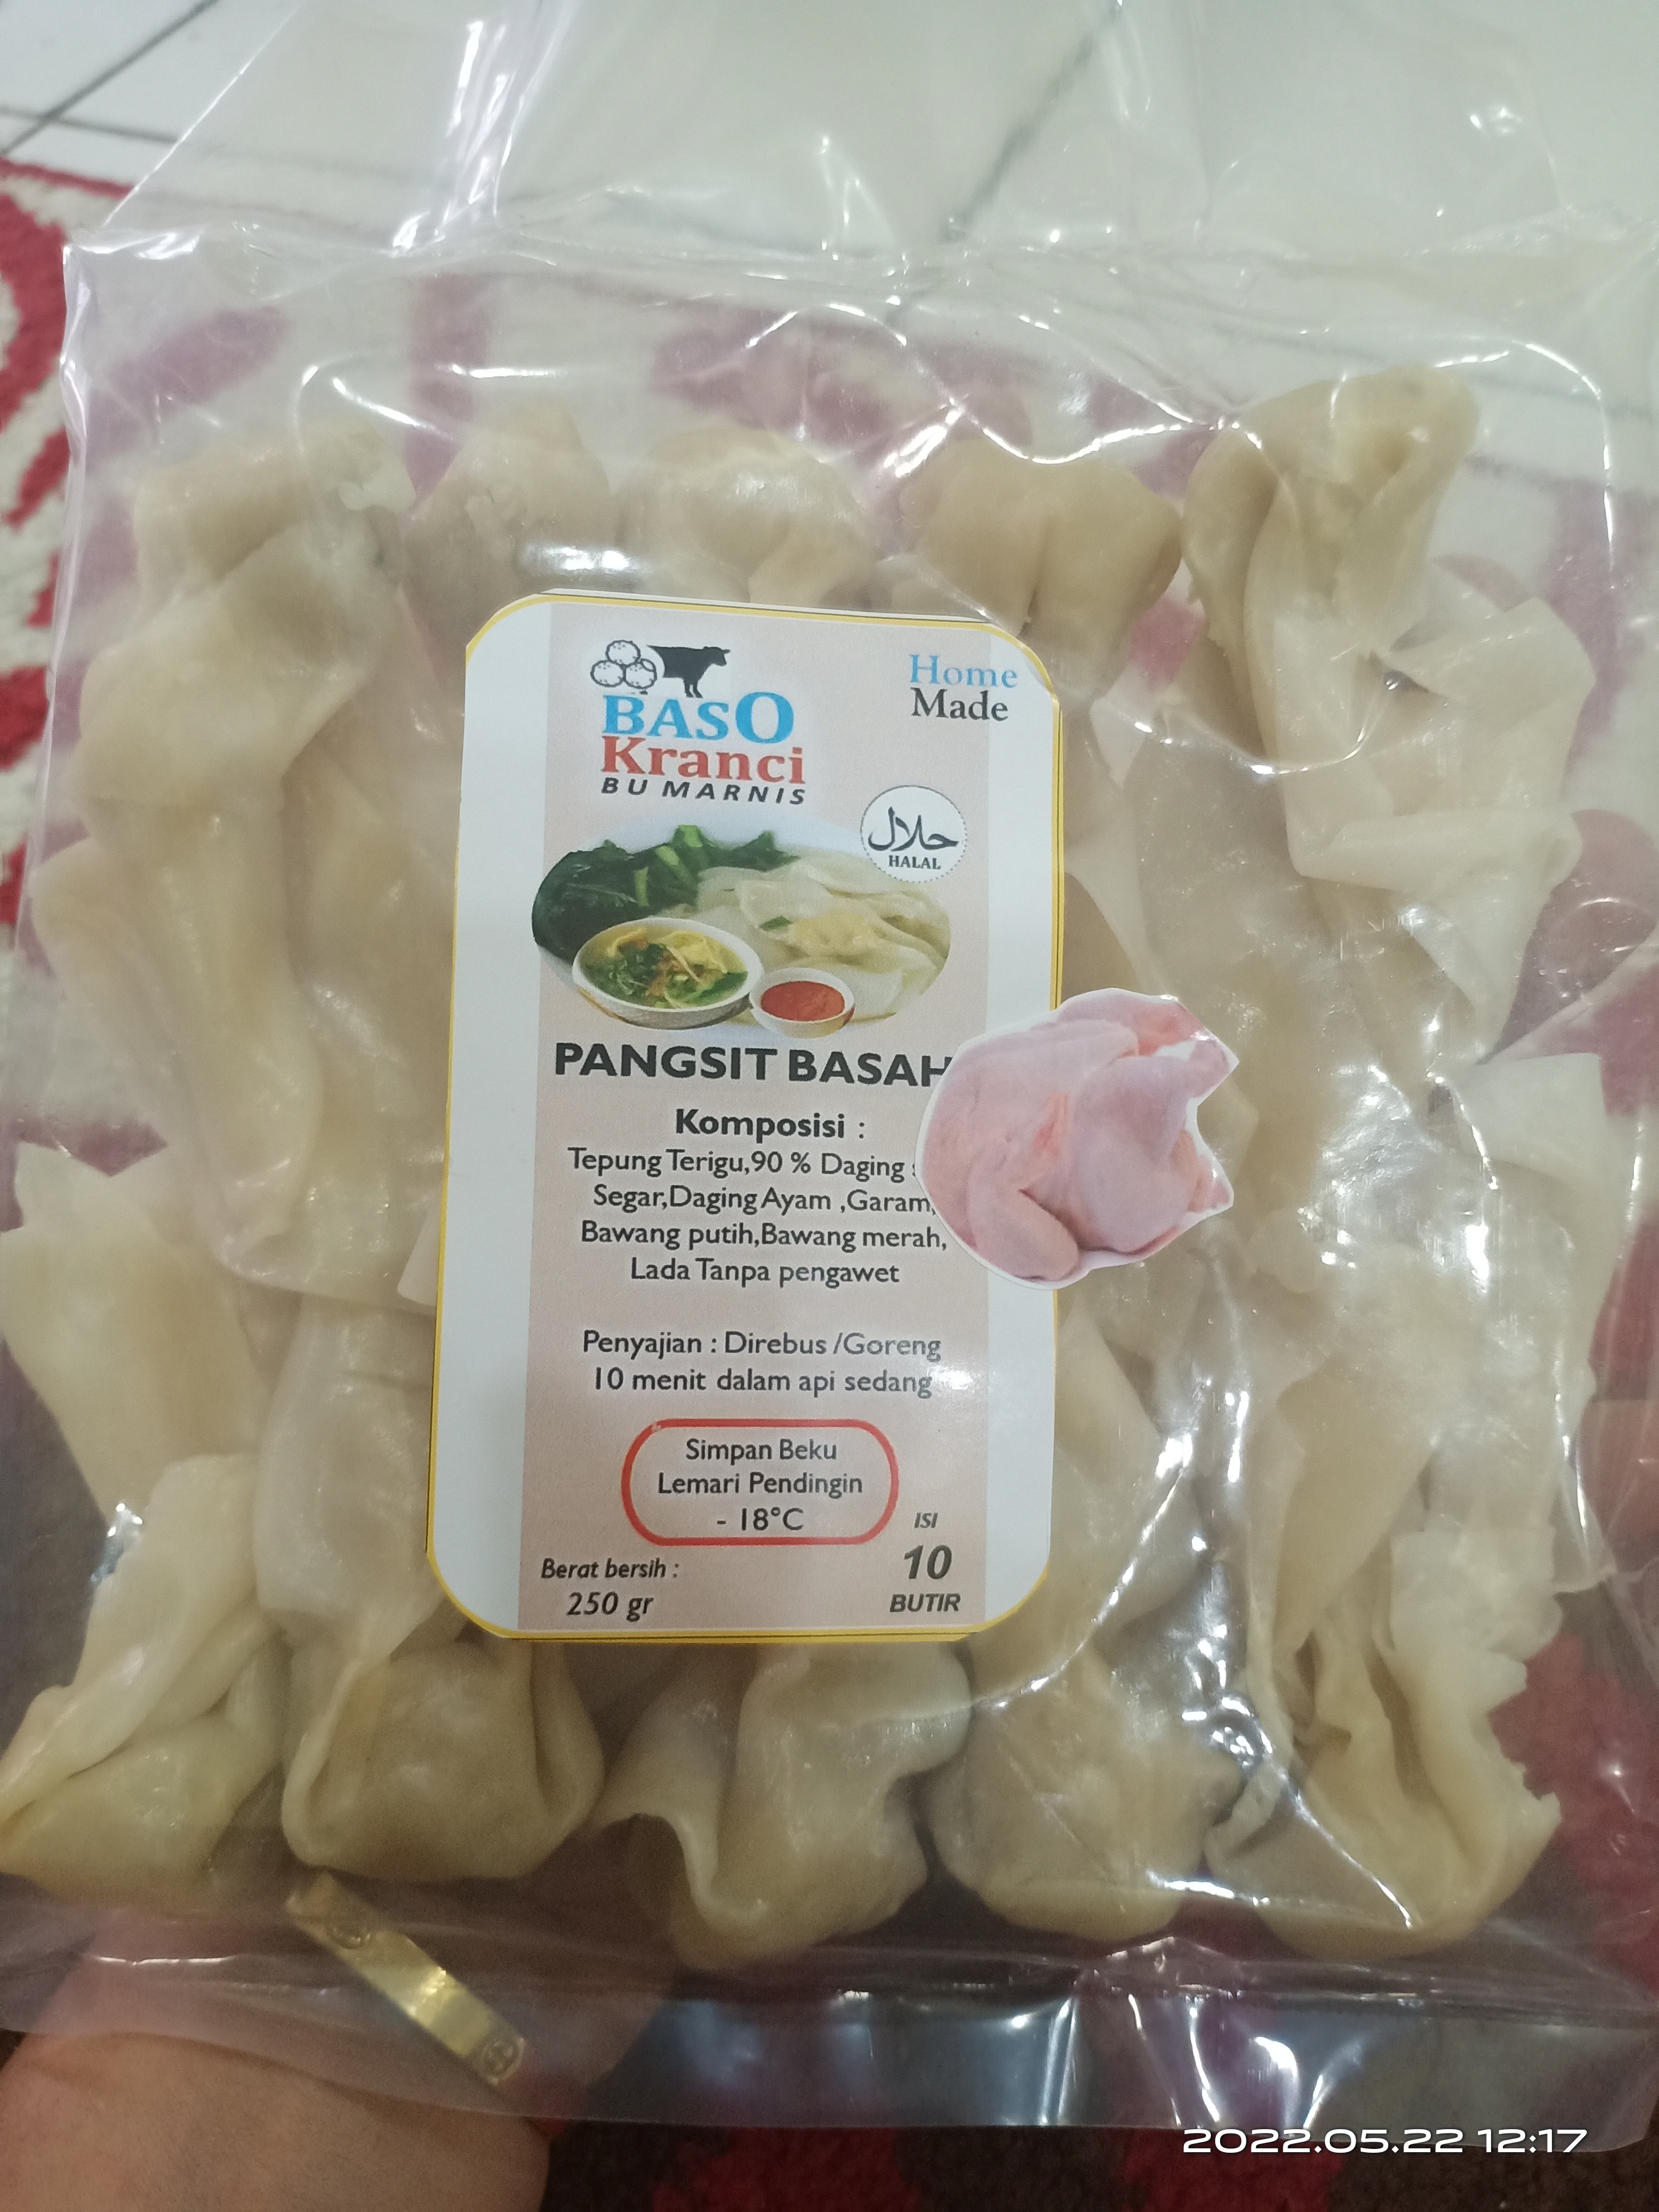 BASO
Kranci
BU MARNIS
Home
Made
حلال
HALAL
PANGSIT BASAH
Komposisi :
Tepung Terigu,90 % Daging
Segar,Daging Ayam ,Garam,
Bawang putih,Bawang merah,
Lada Tanpa pengawet
Penyajian : Direbus /Goreng
10 menit dalam api sedang
Simpan Beku
Lemari Pendingin
- 18°C
Berat bersih :
250 gr
ISI
10
BUTIR
2022.05.22 12:17